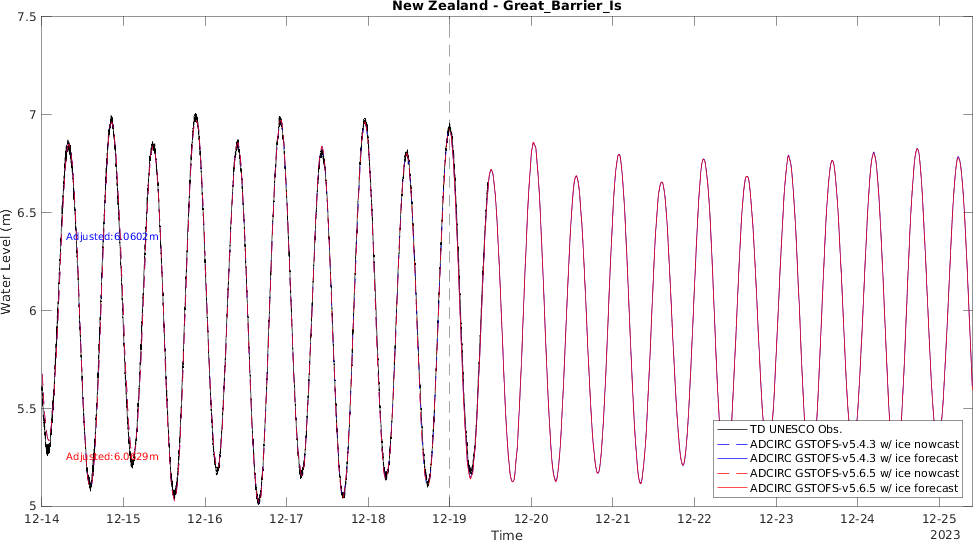 New Zealand - Great_Barrier_Is
7.5
7
6.5
6
5.5
5
Water Level (m)
Adjusted:6.0602m
TD UNESCO Obs.
ADCIRC GSTOFS-v5.4.3 w/ ice nowcast
ADCIRC GSTOFS-v5.4.3 w/ ice forecast
ADCIRC GSTOFS-v5.6.5 w/ ice nowcast
ADCIRC GSTOFS-v5.6.5 w/ ice forecast
12-14 12-15 12-16 12-17 12-18 12-19 12-20 12-21 12-22 12-23 12-24 12-25
Time
2023